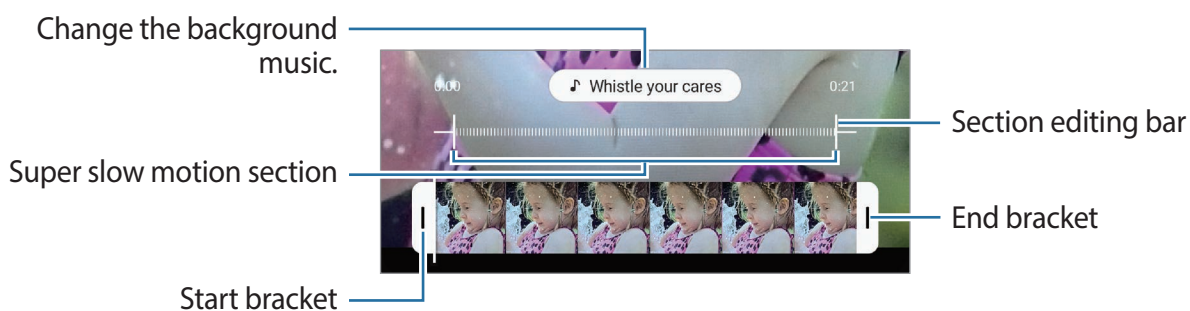 Change the background
music.
0:00
♪ Whistle your cares
0:21
Section editing bar
Super slow motion section
End bracket
Start bracket